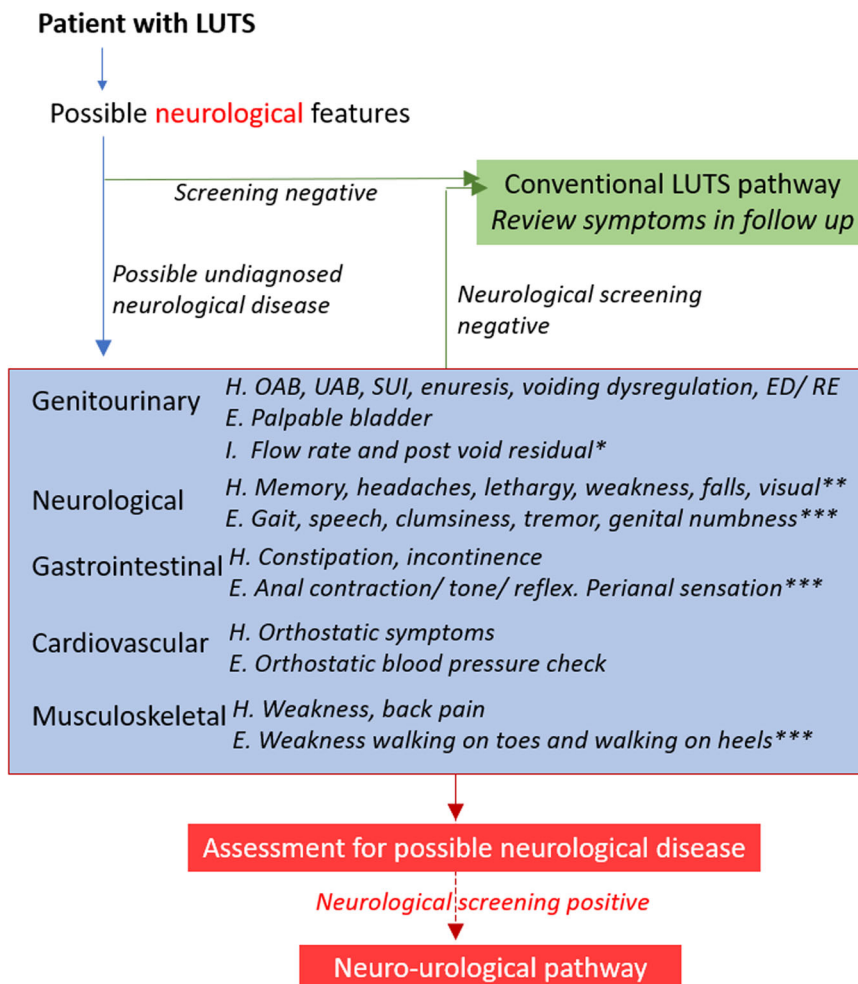 Patient with LUTS
Possible neurological features
Screening negative
Conventional LUTS pathway
Review symptoms in follow up
Possible undiagnosed
neurological disease
Neurological screening
negative
Genitourinary
H. OAB, UAB, SUI, enuresis, voiding dysregulation, ED/ RE
E. Palpable bladder
I. Flow rate and post void residual*
Neurological
H. Memory, headaches, lethargy, weakness, falls, visual**
E. Gait, speech, clumsiness, tremor, genital numbness***
Gastrointestinal
H. Constipation, incontinence
E. Anal contraction/ tone/ reflex. Perianal sensation***
Cardiovascular
H. Orthostatic symptoms
E. Orthostatic blood pressure check
Musculoskeletal
H. Weakness, back pain
E. Weakness walking on toes and walking on heels***
Assessment for possible neurological disease
Neurological screening positive
Neuro-urological pathway